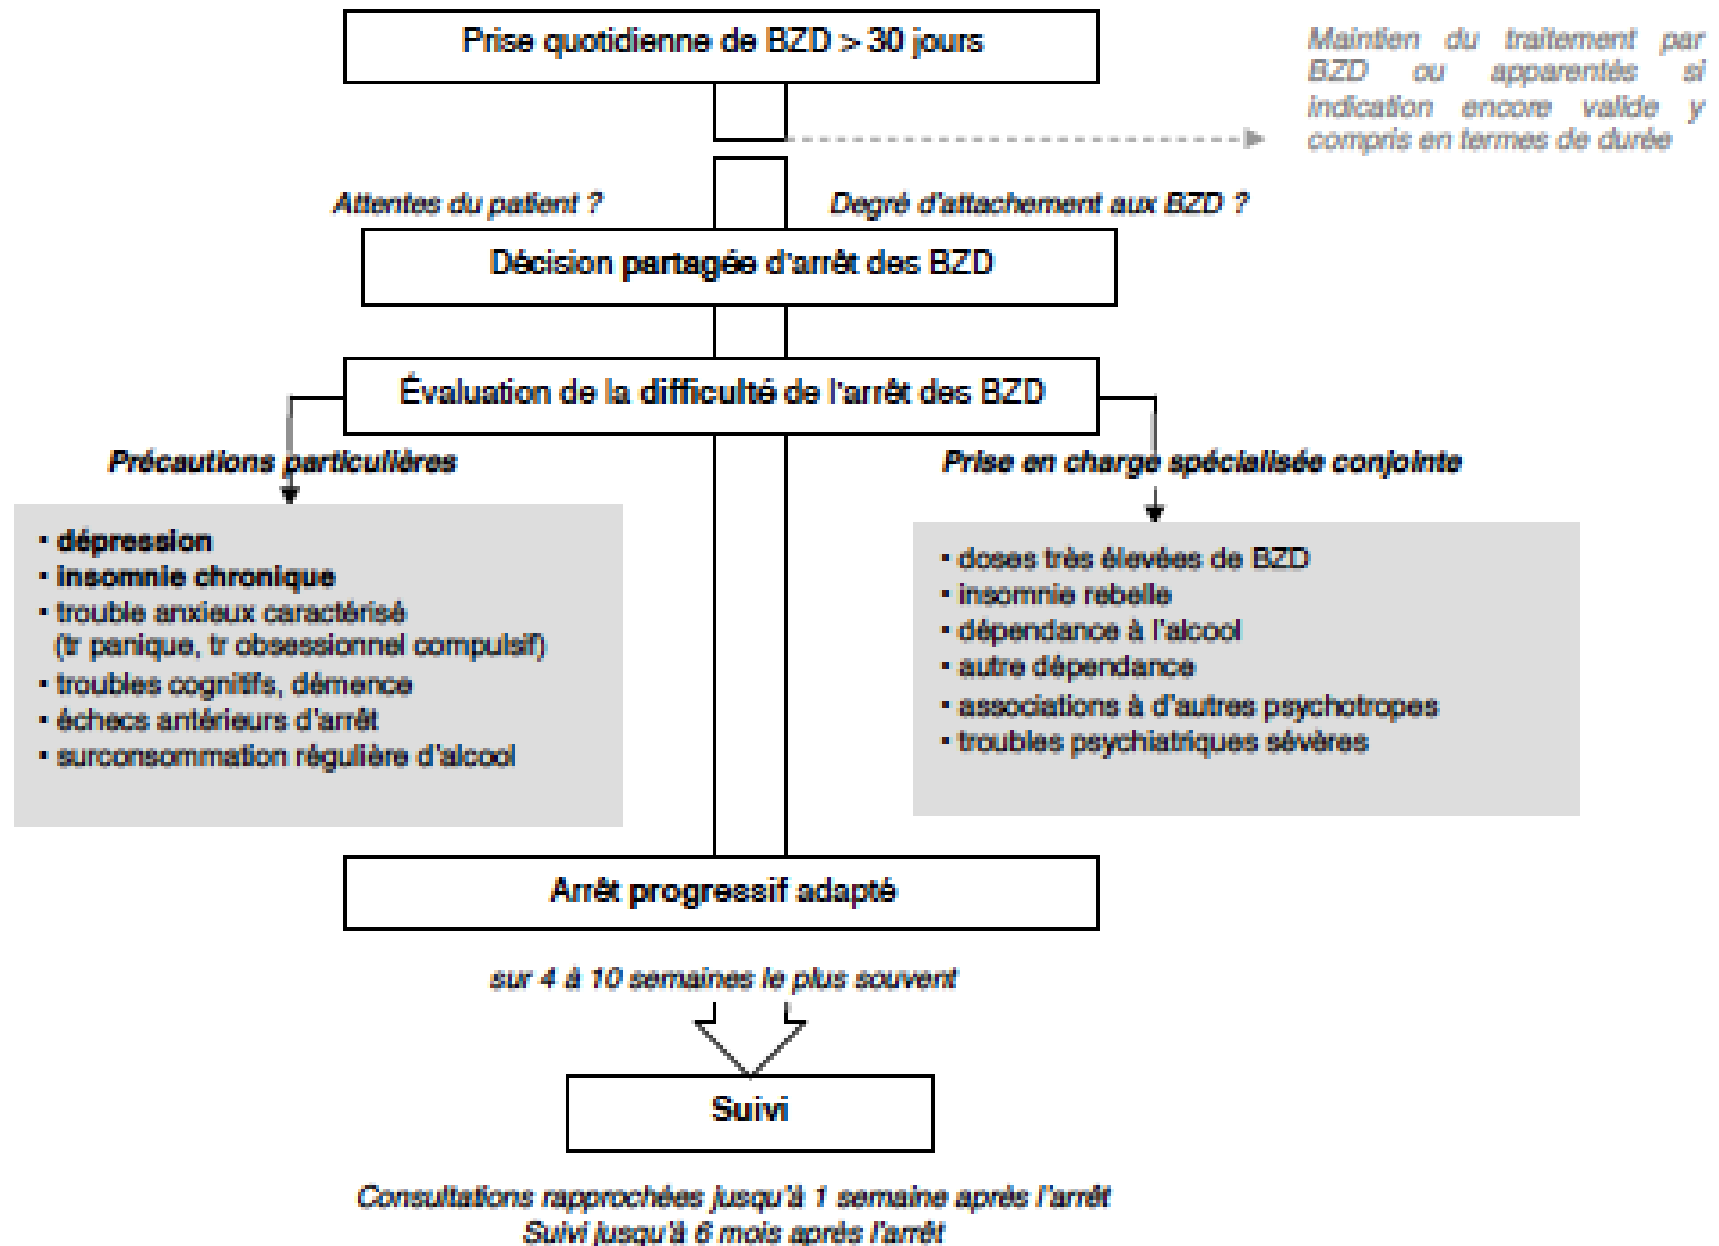 Prise quotidienne de BZD > 30 jours
Maintien du traitement par
BZD ou apparentés si
indication encore valide y
compris en termes de durée
Attentes du patient ?
Degré d'attachement aux BZD ?
Décision partagée d'arrêt des BZD
Évaluation de la difficulté de l'arrêt des BZD
Précautions particulières
Prise en charge spécialisée conjointe
• dépression
• insomnie chronique
• trouble anxieux caractérisé
(tr panique, tr obsessionnel compulsif)
• troubles cognitifs, démence
• échecs antérieurs d'arrêt
• surconsommation régulière d'alcool
• doses très élevées de BZD
• insomnie rebelle
• dépendance à l'alcool
• autre dépendance
• associations à d'autres psychotropes
• troubles psychiatriques sévères
Arrêt progressif adapté
sur 4 à 10 semaines le plus souvent
Suivi
Consultations rapprochées jusqu'à 1 semaine après l'arrêt
Suivi jusqu'à 6 mois après l'arrêt